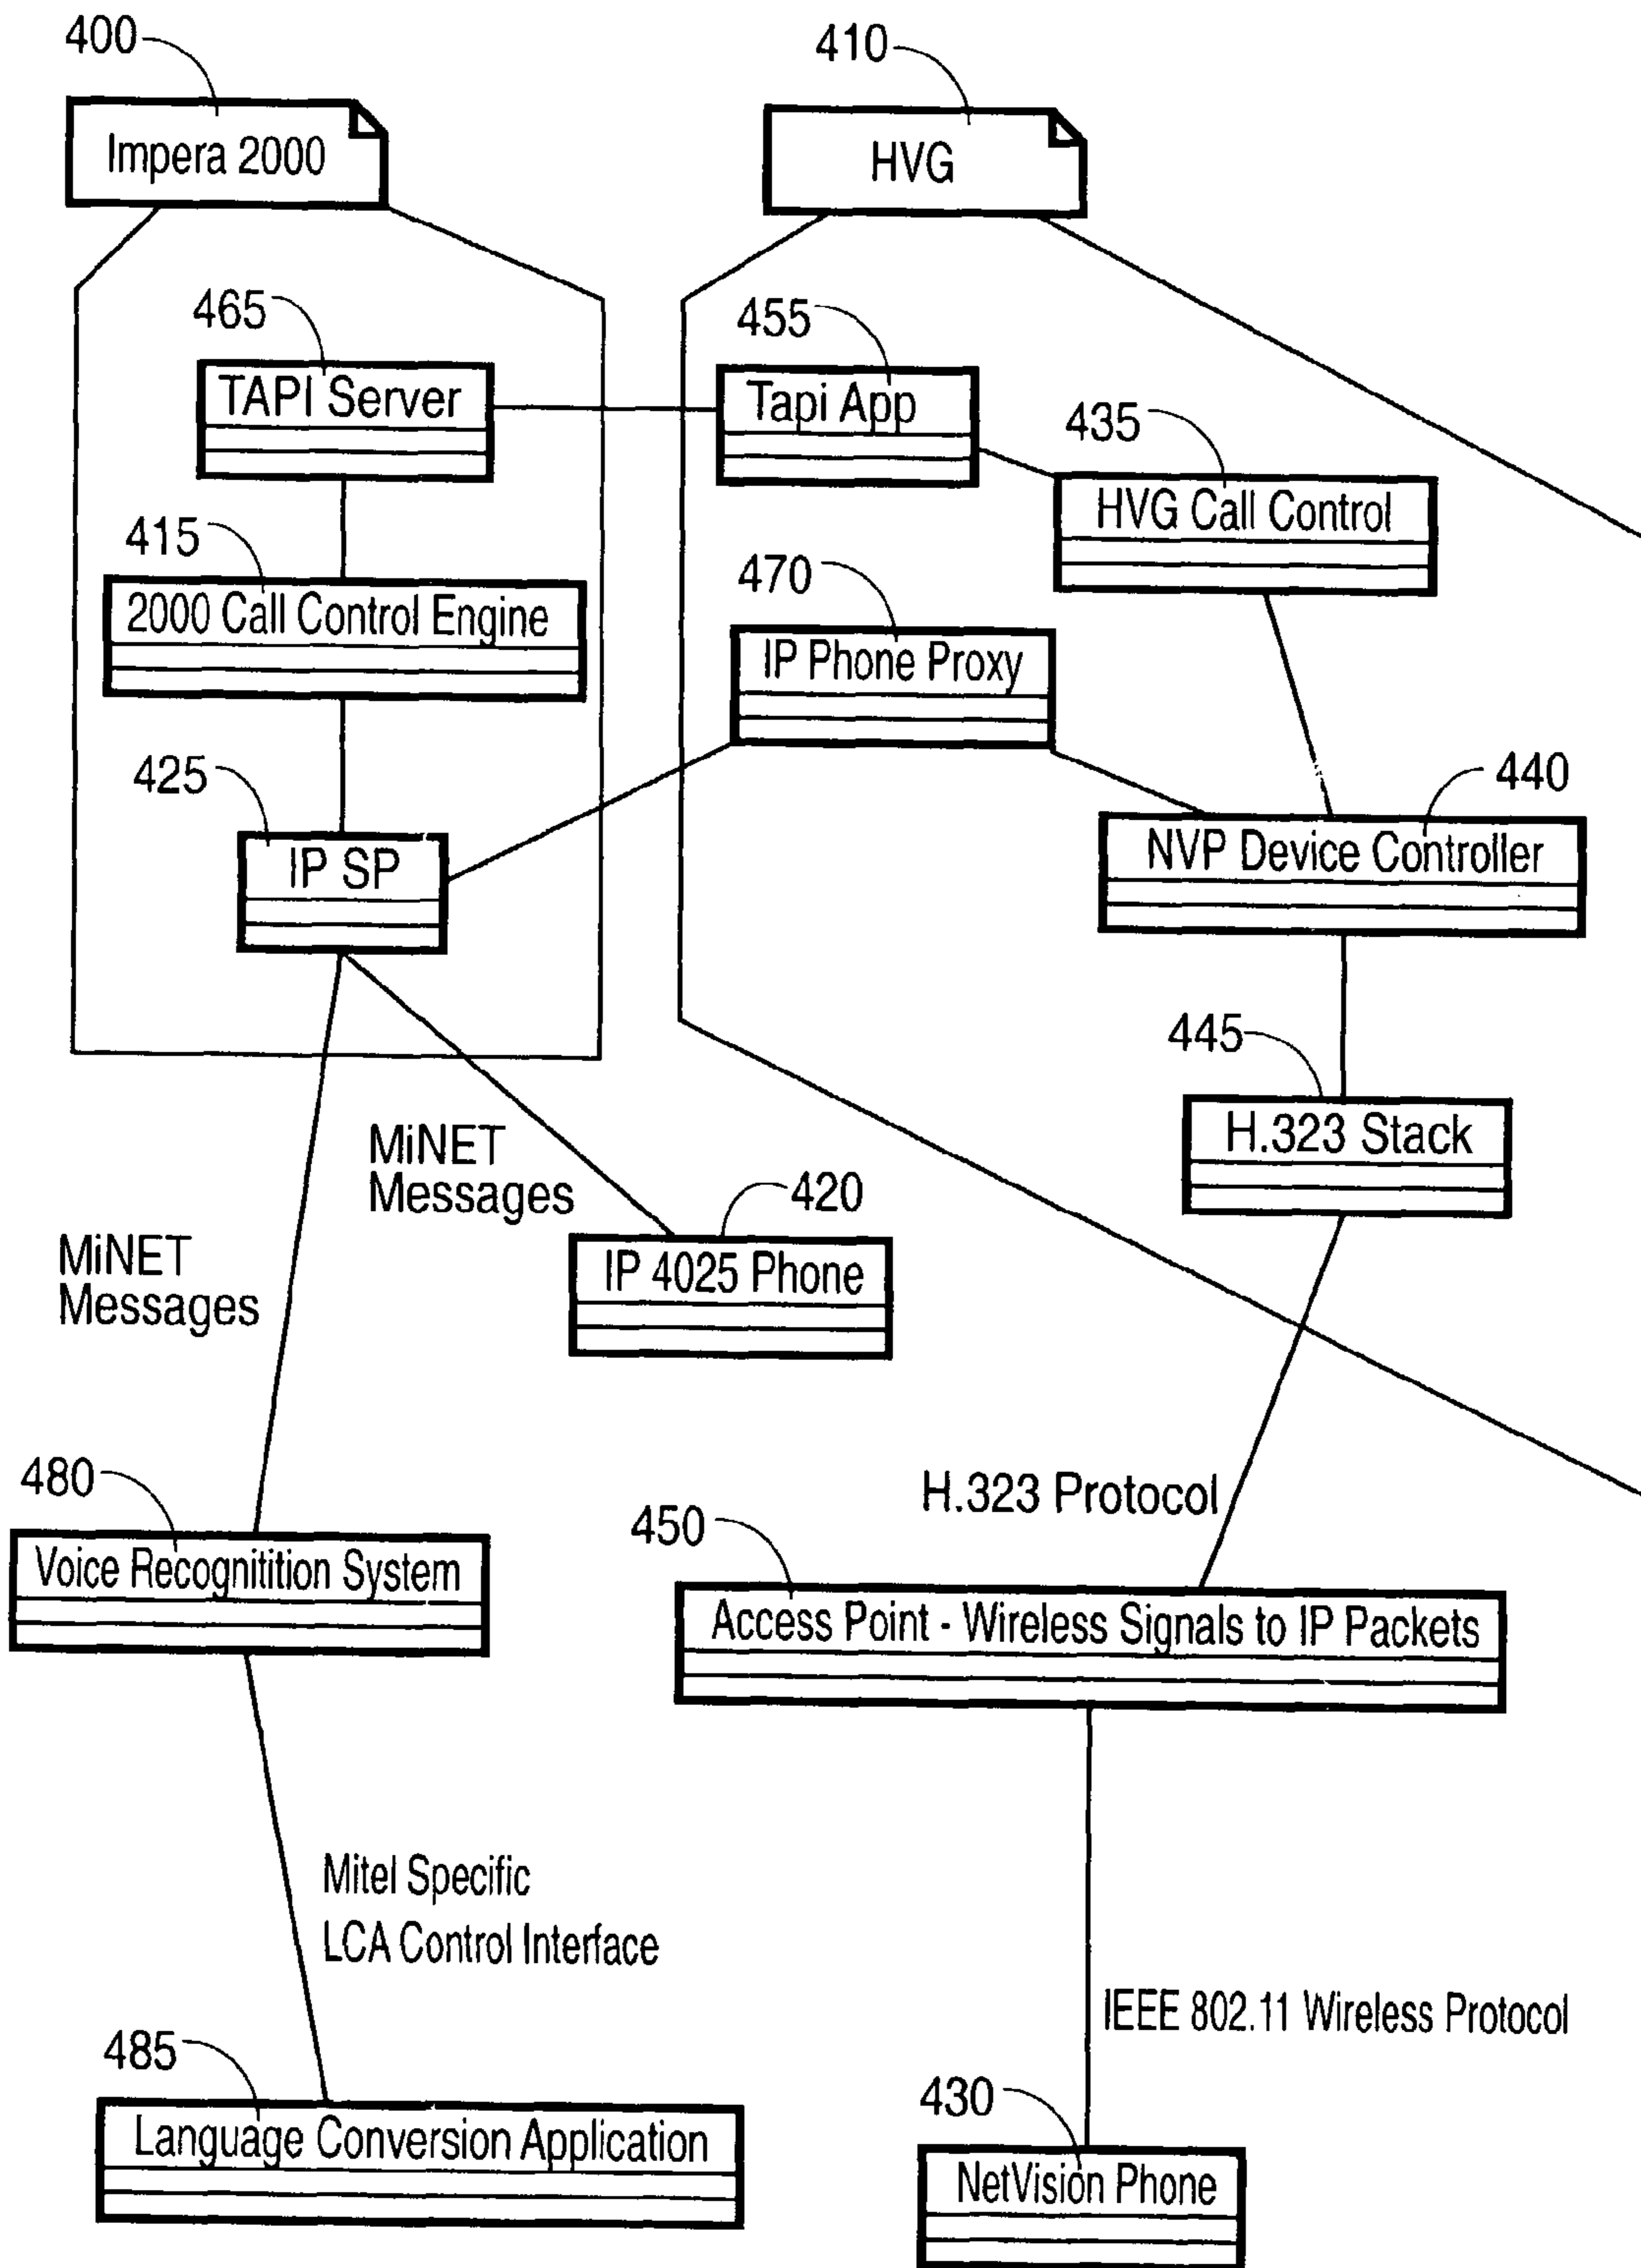 400
410
Impera 2000
HVG
465
455
TAPI Server
Tapi App
435
HVG Call Control
415
470
2000 Call Control Engine
IP Phone Proxy
425
440
IP SP
NVP Device Controller
445
H.323 Stack
MiNET
Messages
420
MiNET
Messages
IP 4025 Phone
480
H.323 Protocol
450
Voice Recognitition System
Access Point - Wireless Signals to IP Packets
Mitel Specific
LCA Control Interface
IEEE 802.11 Wireless Protocol
485
430
Language Conversion Application
NetVision Phone